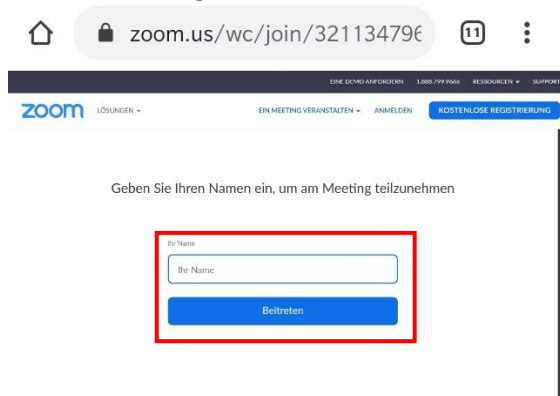 zoom.us/wc/join/321134796
11
EINE DEMO ANFORDERN 1.888.799.9666 RESSOURCEN SUPPORT
zoom LÖSUNGEN EIN MEETING VERANSTALTEN ANMELDEN KOSTENLOSE REGISTRIERUNG
Geben Sie Ihren Namen ein, um am Meeting teilzunehmen
Ihr Name
Ihr Name
Beitreten